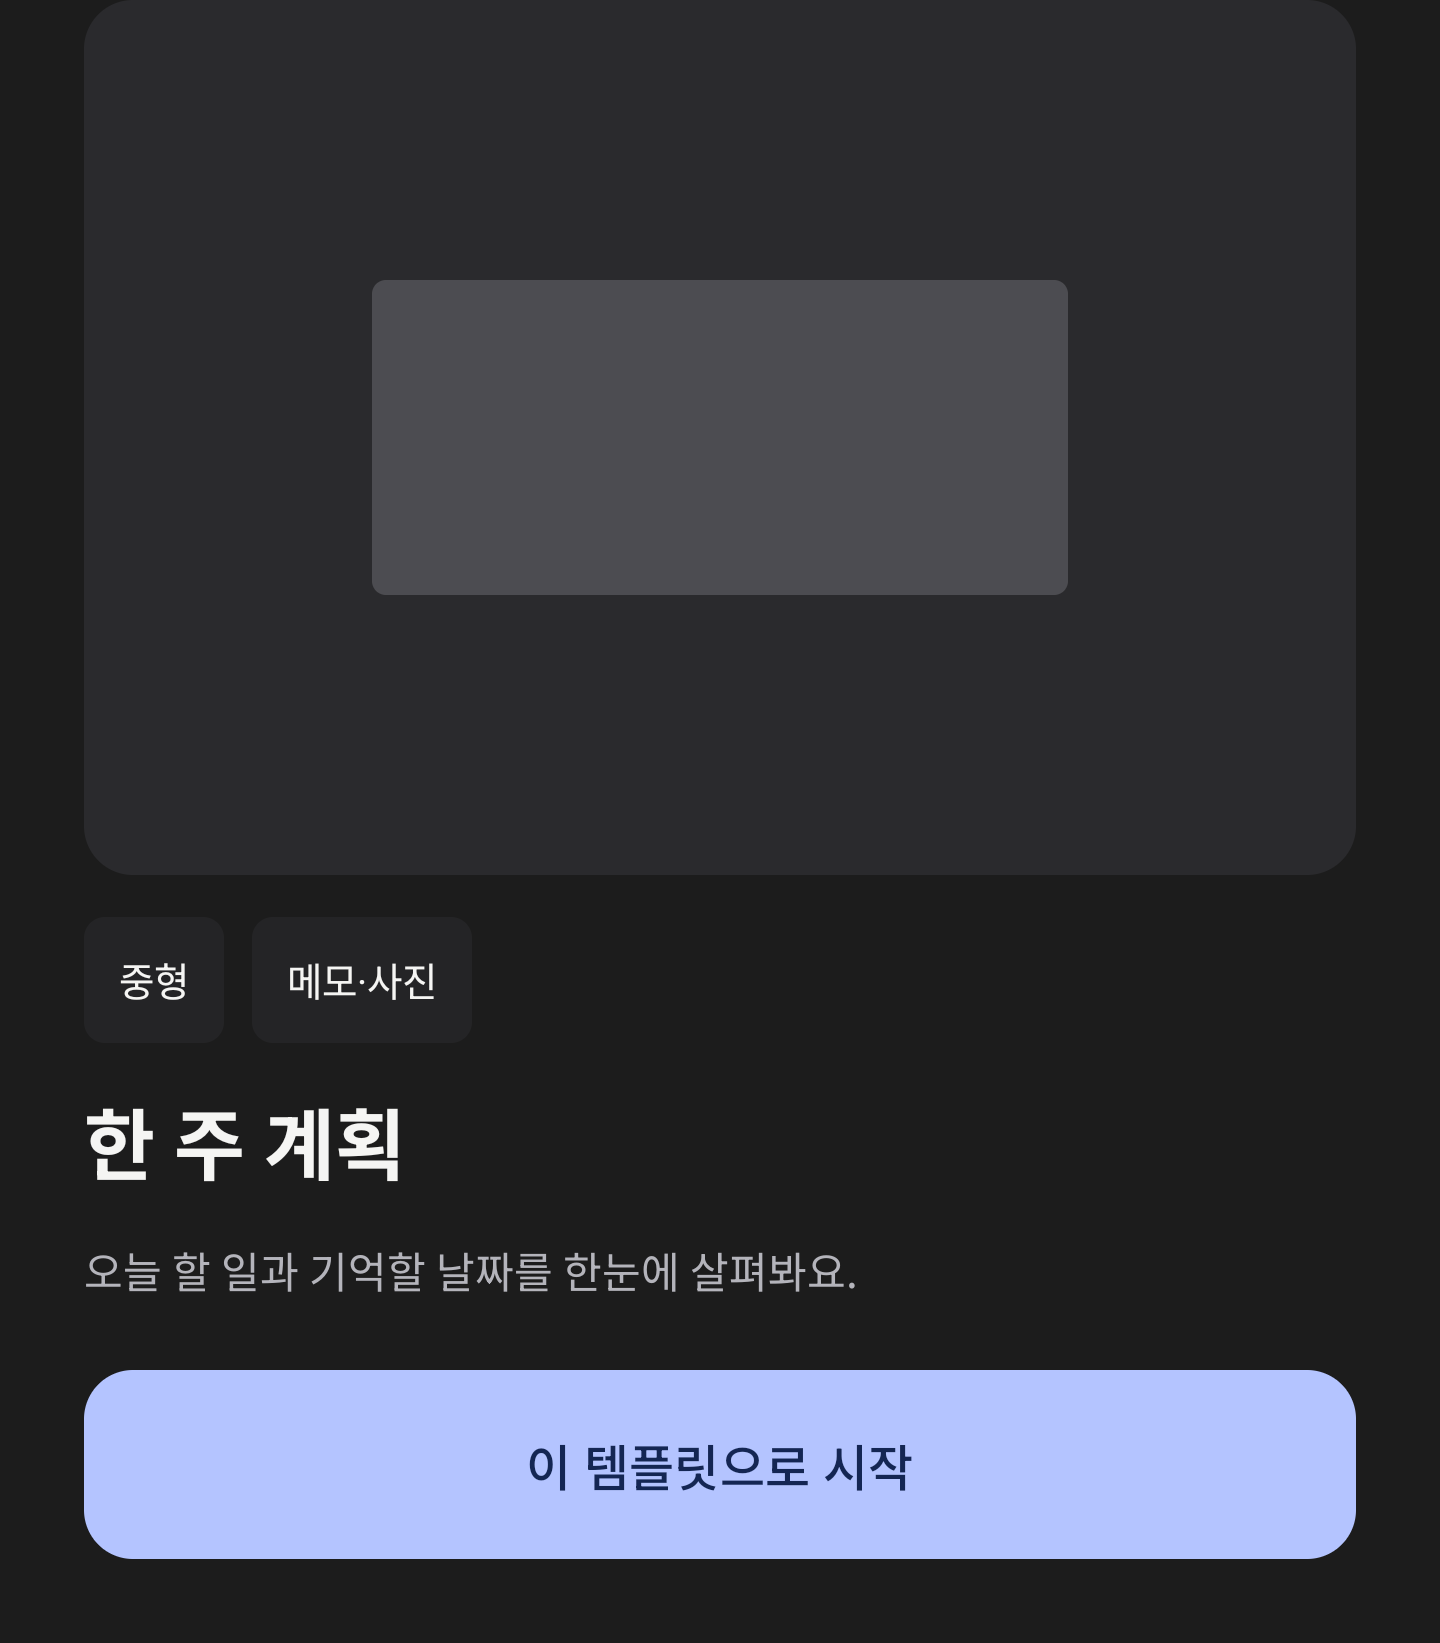 중형
메모·사진
한 주 계획
오늘 할 일과 기억할 날짜를 한눈에 살펴봐요.
이 템플릿으로 시작